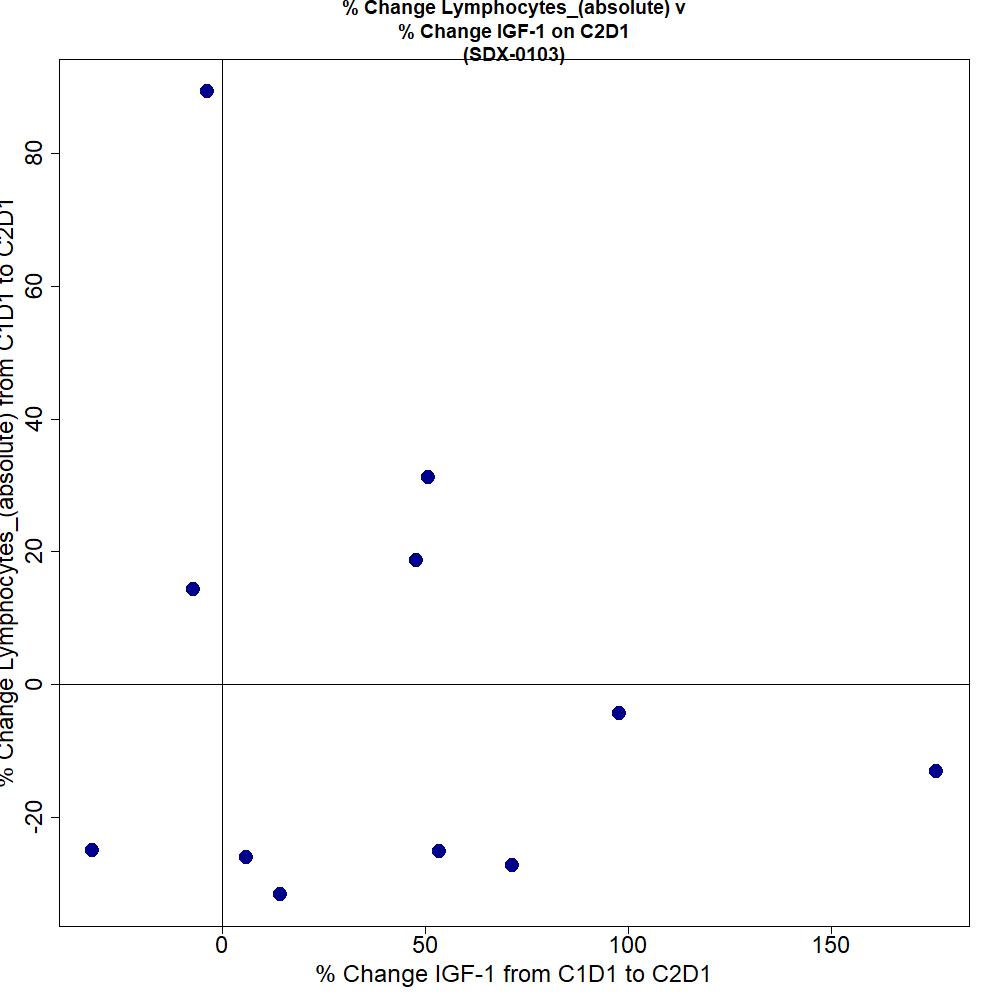 % Change Lymphocytes_(absolute) v
% Change IGF-1 on C2D1
(SDX-0103)
% Change Lymphocytes_(absolute) from C1D1 to C2D1
80
60
40
20
0
-20
0 50 100 150
% Change IGF-1 from C1D1 to C2D1